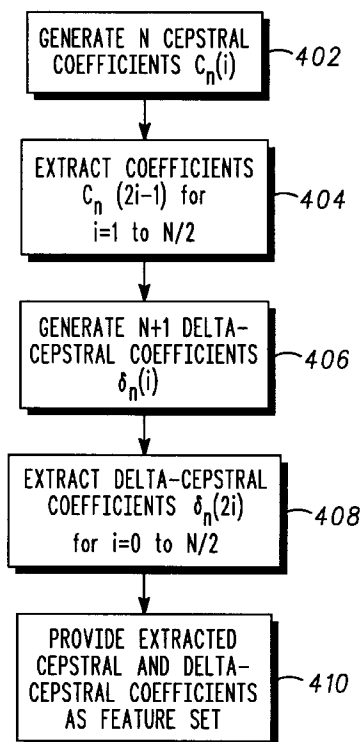 GENERATE N CEPSTRAL
COEFFICIENTS Cn(i)
402
EXTRACT COEFFICIENTS
Cn (2i-1) for
i=1 to N/2
404
GENERATE N+1 DELTA-
CEPSTRAL COEFFICIENTS
δn(i)
406
EXTRACT DELTA-CEPSTRAL
COEFFICIENTS δn(2i)
for i=0 to N/2
408
PROVIDE EXTRACTED
CEPSTRAL AND DELTA-
CEPSTRAL COEFFICIENTS
AS FEATURE SET
410